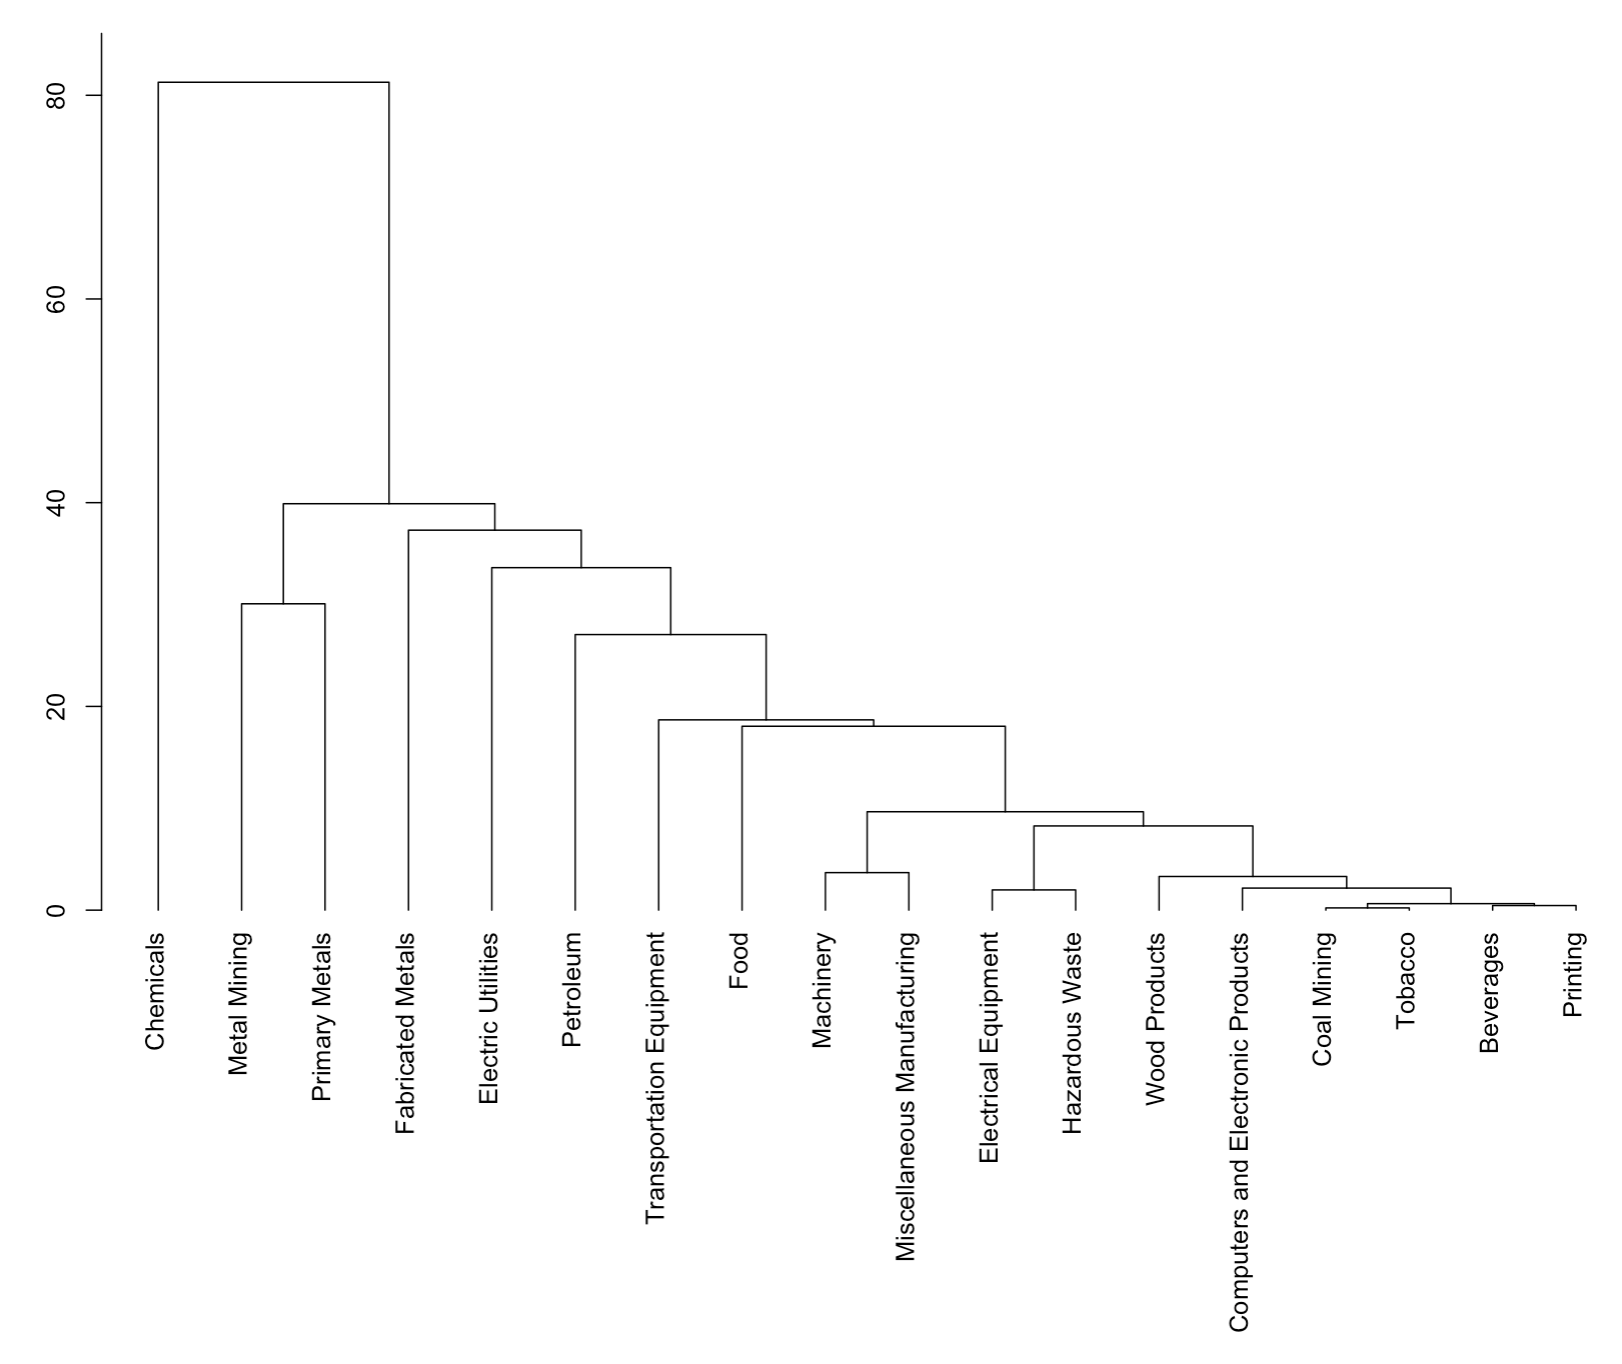 80
60
40
20
0
Chemicals
Metal Mining
Primary Metals
Fabricated Metals
Electric Utilities
Petroleum
Transportation Equipment
Food
Machinery
Miscellaneous Manufacturing
Electrical Equipment
Hazardous Waste
Wood Products
Computers and Electronic Products
Coal Mining
Tobacco
Beverages
Printing